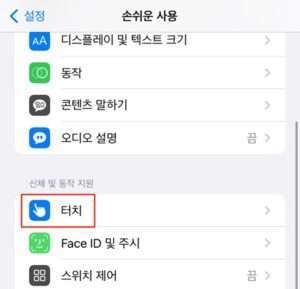 설정
손쉬운 사용
디스플레이 및 텍스트 크기
동작
콘텐츠 말하기
오디오 설명 끔
신체 및 동작 지원
터치
Face ID 및 주시
스위치 제어 끔